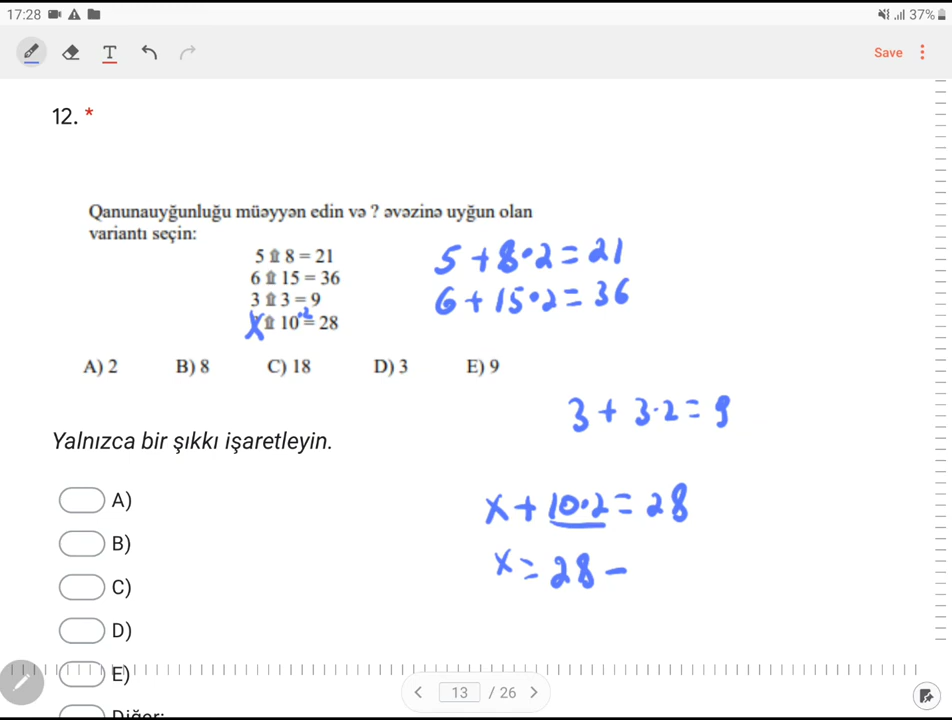 17:28 37%
T Save
12. *
Qanunauyğunluğu müəyyən edin və ? əvəzinə uyğun olan
variantı seçin:
5 ⇑ 8 = 21
6 ⇑ 15 = 36
3 ⇑ 3 = 9
x ⇑ 10·2 = 28
5 + 8·2 = 21
6 + 15·2 = 36
A) 2 B) 8 C) 18 D) 3 E) 9
3 + 3·2 = 9
Yalnızca bir şıkkı işaretleyin.
A)
B)
C)
D)
E)
Diğer:
x + 10·2 = 28
x = 28 −
13 / 26